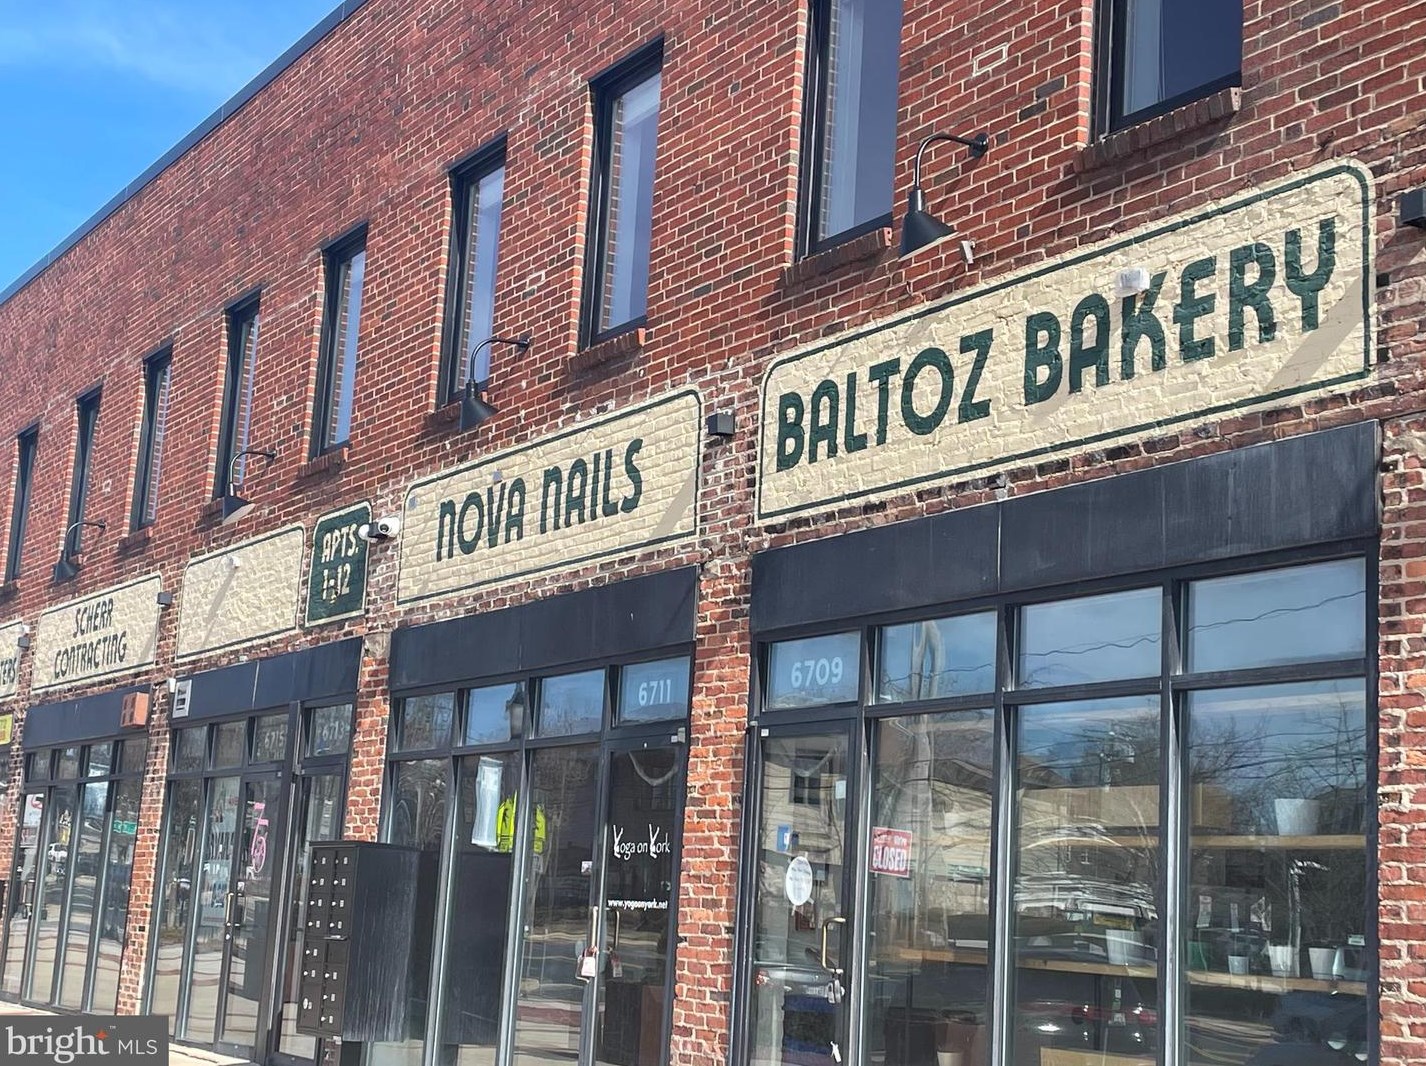 BALTOZ BAKERY
NOVA NAILS
APTS.
1-12
SCHERR
CONTRACTING
TERS
6709
6711
6713
6715
Yoga on York
www.yogaonyork.net
CLOSED
bright MLS